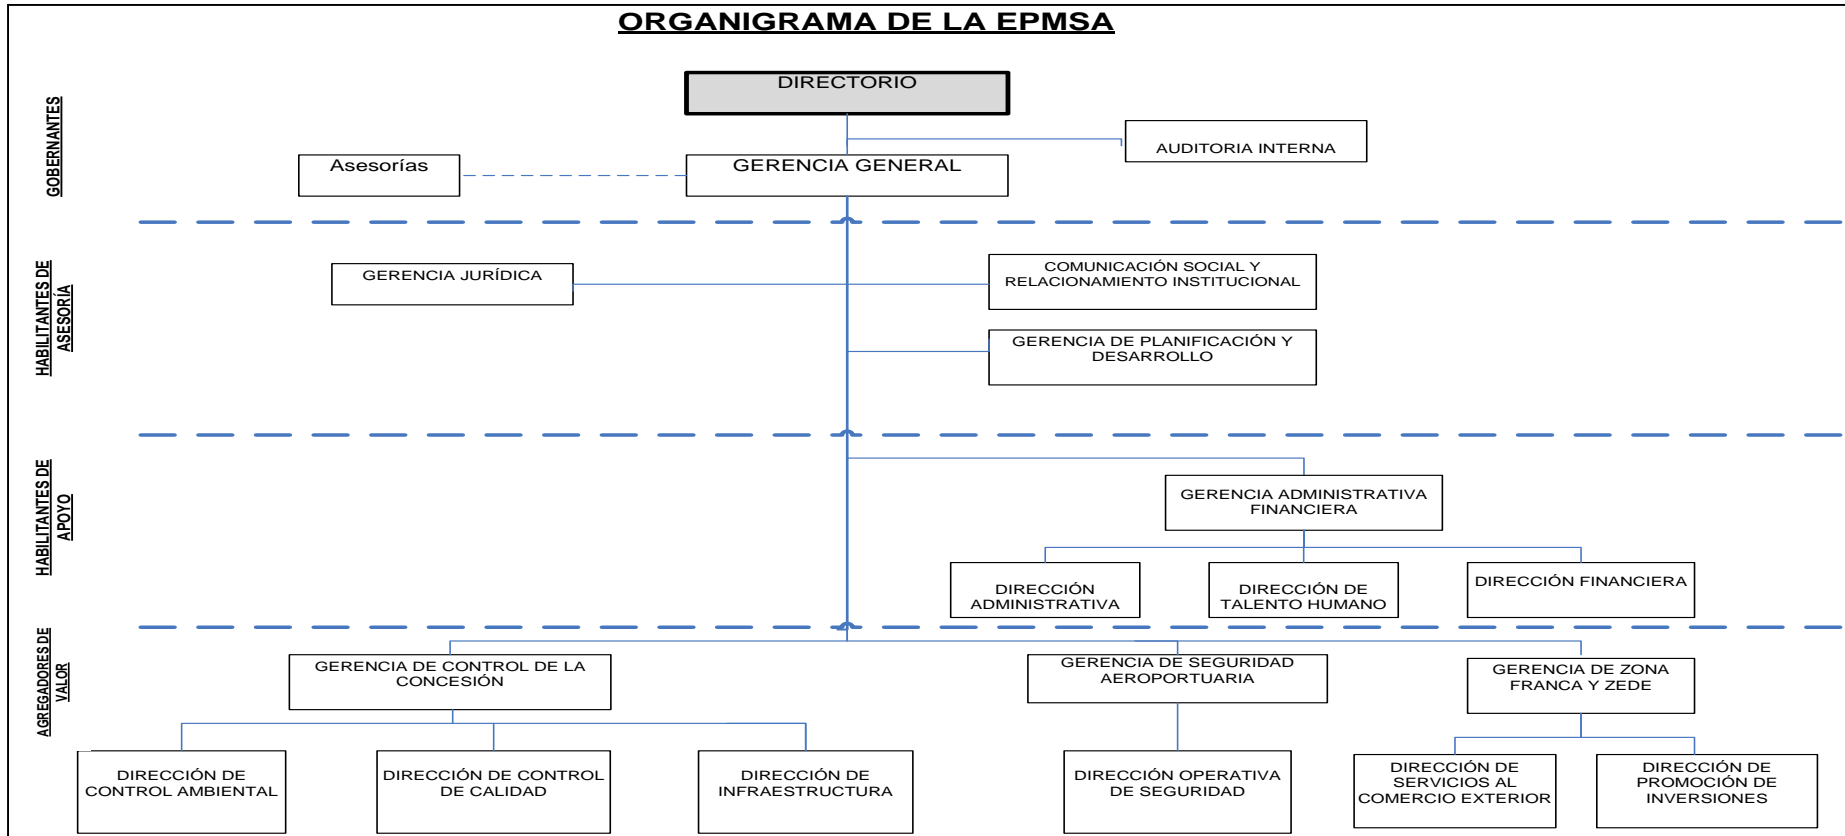 ORGANIGRAMA DE LA EPMSA
GOBERNANTES
DIRECTORIO
AUDITORIA INTERNA
Asesorías
GERENCIA GENERAL
HABILITANTES DE
ASESORÍA
GERENCIA JURÍDICA
COMUNICACIÓN SOCIAL Y
RELACIONAMIENTO INSTITUCIONAL
GERENCIA DE PLANIFICACIÓN Y
DESARROLLO
HABILITANTES DE
APOYO
GERENCIA ADMINISTRATIVA
FINANCIERA
DIRECCIÓN
ADMINISTRATIVA
DIRECCIÓN DE
TALENTO HUMANO
DIRECCIÓN FINANCIERA
AGREGADORES DE
VALOR
GERENCIA DE CONTROL DE LA
CONCESIÓN
GERENCIA DE SEGURIDAD
AEROPORTUARIA
GERENCIA DE ZONA
FRANCA Y ZEDE
DIRECCIÓN DE
CONTROL AMBIENTAL
DIRECCIÓN DE CONTROL
DE CALIDAD
DIRECCIÓN DE
INFRAESTRUCTURA
DIRECCIÓN OPERATIVA
DE SEGURIDAD
DIRECCIÓN DE
SERVICIOS AL
COMERCIO EXTERIOR
DIRECCIÓN DE
PROMOCIÓN DE
INVERSIONES